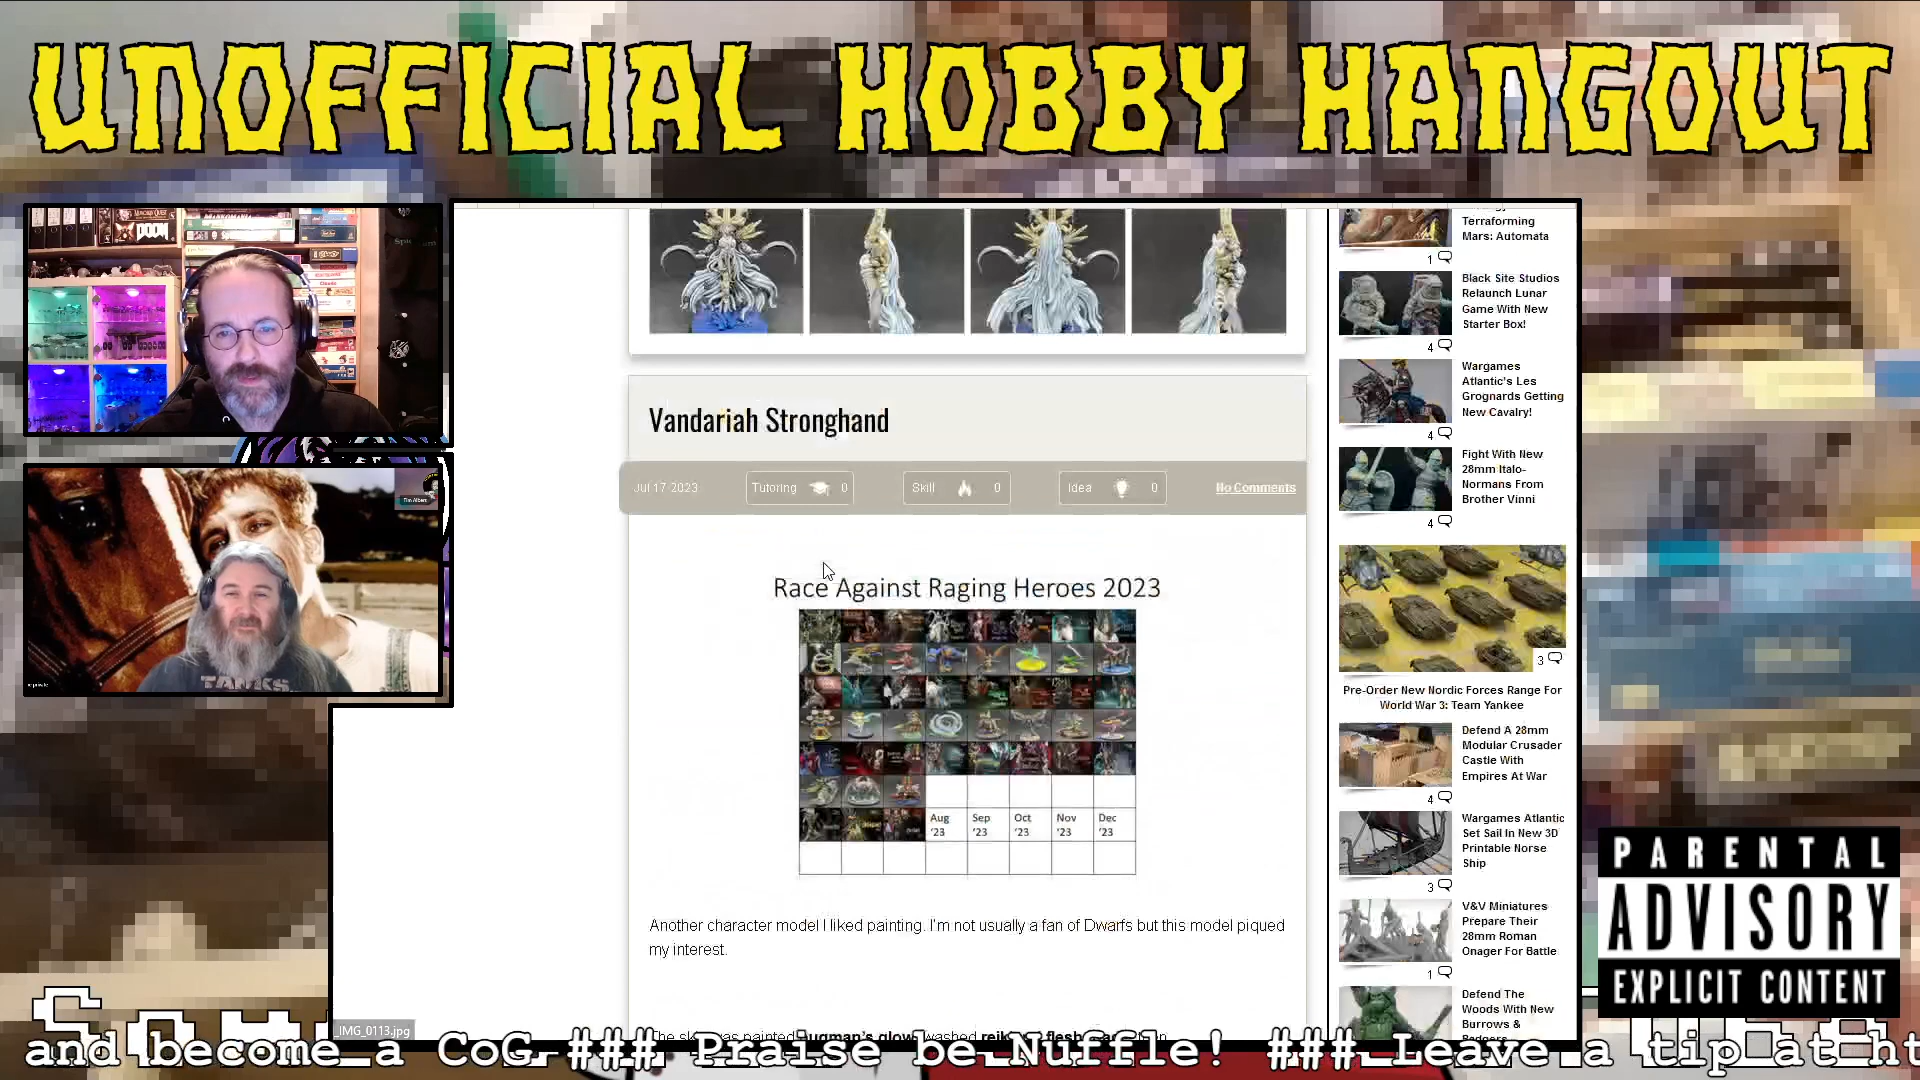 UNOFFICIAL HOBBY HANGOUT
DOOM
TANKS
Terraforming
Mars: Automata
1
Black Site Studios
Relaunch Lunar
Game With New
Starter Box!
4
Wargames
Atlantic's Les
Grognards Getting
New Cavalry!
4
Fight With New
28mm Italo-
Normans From
Brother Vinni
4
3
Pre-Order New Nordic Forces Range For
World War 3: Team Yankee
Defend A 28mm
Modular Crusader
Castle With
Empires At War
4
Wargames Atlantic
Set Sail In New 3D
Printable Norse
Ship
3
V&V Miniatures
Prepare Their
28mm Roman
Onager For Battle
1
Defend The
Woods With New
Burrows &
Vandariah Stronghand
Jul 17 2023
Tutoring 0
Skill 0
Idea 0
No Comments
Race Against Raging Heroes 2023
Aug '23
Sep '23
Oct '23
Nov '23
Dec '23
Another character model I liked painting. I'm not usually a fan of Dwarfs but this model piqued
my interest.
IMG_0113.jpg
PARENTAL
ADVISORY
EXPLICIT CONTENT
and become a CoG ### Praise be Nuffle! ### Leave a tip at ht